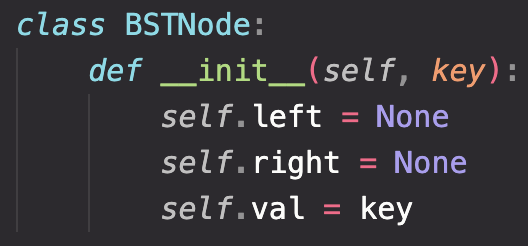 class BSTNode:
    def __init__(self, key):
        self.left = None
        self.right = None
        self.val = key